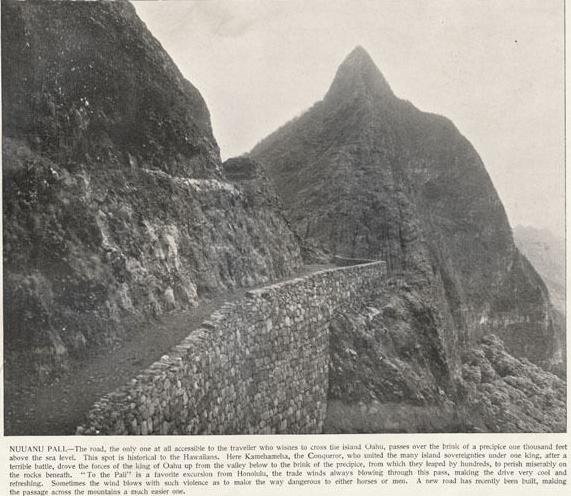 NUUANU PALI.—The road, the only one at all accessible to the traveller who wishes to cross the island Oahu, passes over the brink of a precipice one thousand feet
above the sea level. This spot is historical to the Hawaiians. Here Kamehameha, the Conqueror, who united the many island sovereignties under one king, after a
terrible battle, drove the forces of the king of Oahu up from the valley below to the brink of the precipice, from which they leaped by hundreds, to perish miserably on
the rocks beneath. "To the Pali" is a favorite excursion from Honolulu, the trade winds always blowing through this pass, making the drive very cool and
refreshing. Sometimes the wind blows with such violence as to make the way dangerous to either horses or men. A new road has recently been built, making
the passage across the mountains a much easier one.